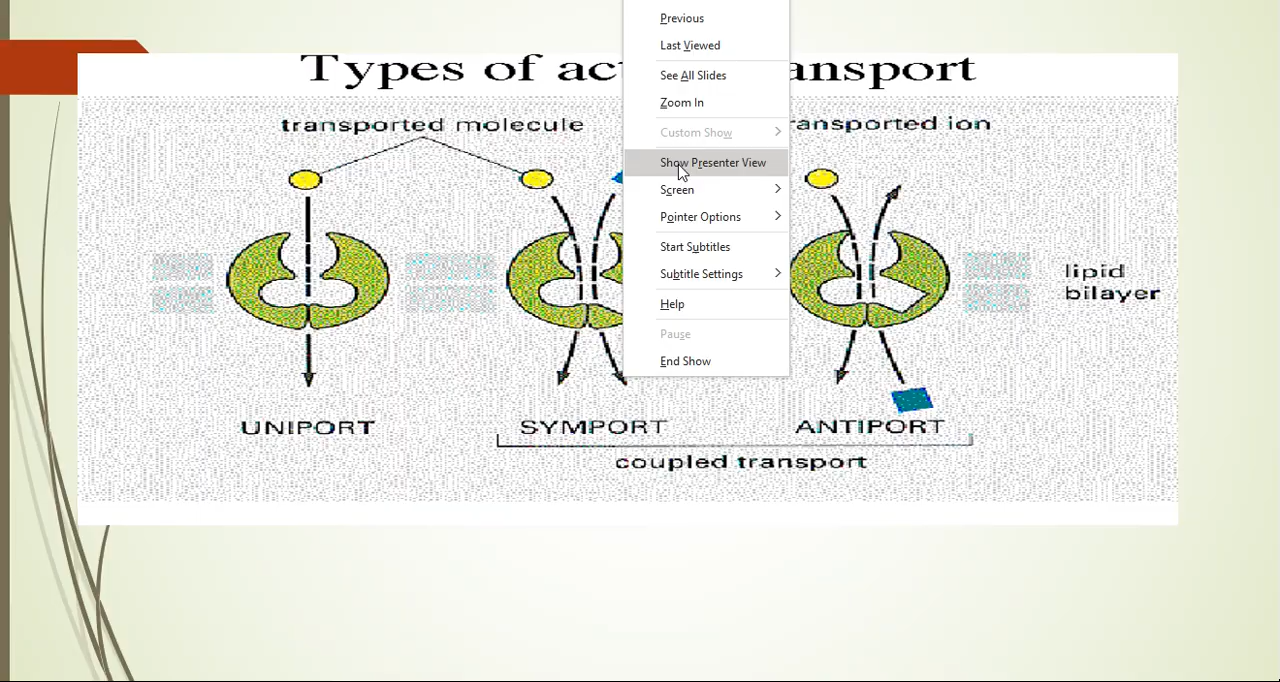 Previous
Last Viewed
See All Slides
Zoom In
Custom Show
Show Presenter View
Screen
Pointer Options
Start Subtitles
Subtitle Settings
Help
Pause
End Show
Types of ac ansport
transported molecule ransported ion
lipid
bilayer
UNIPORT SYMPORT ANTIPORT
coupled transport